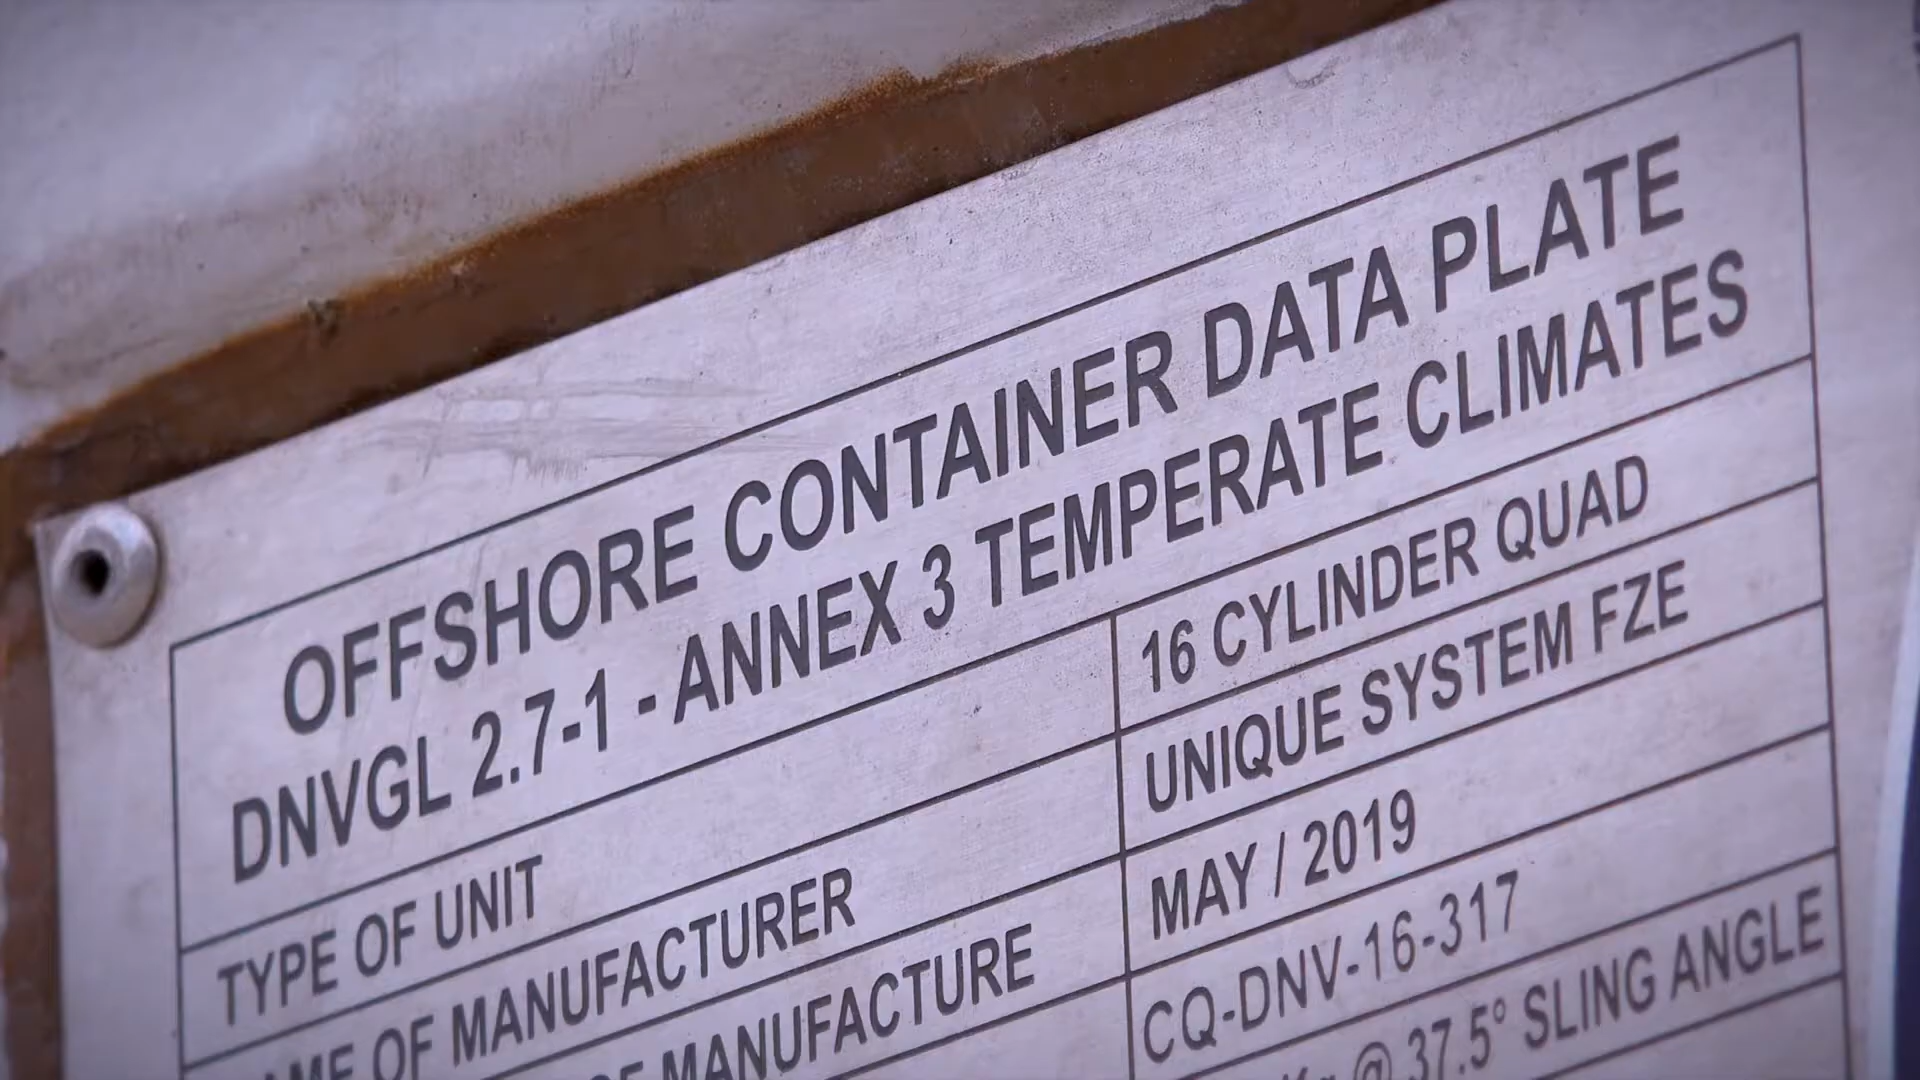 OFFSHORE CONTAINER DATA PLATE
DNVGL 2.7-1 - ANNEX 3 TEMPERATE CLIMATES
TYPE OF UNIT 16 CYLINDER QUAD
OF MANUFACTURER UNIQUE SYSTEM FZE
MANUFACTURE MAY / 2019
CQ-DNV-16-317
@ 37.5° SLING ANGLE